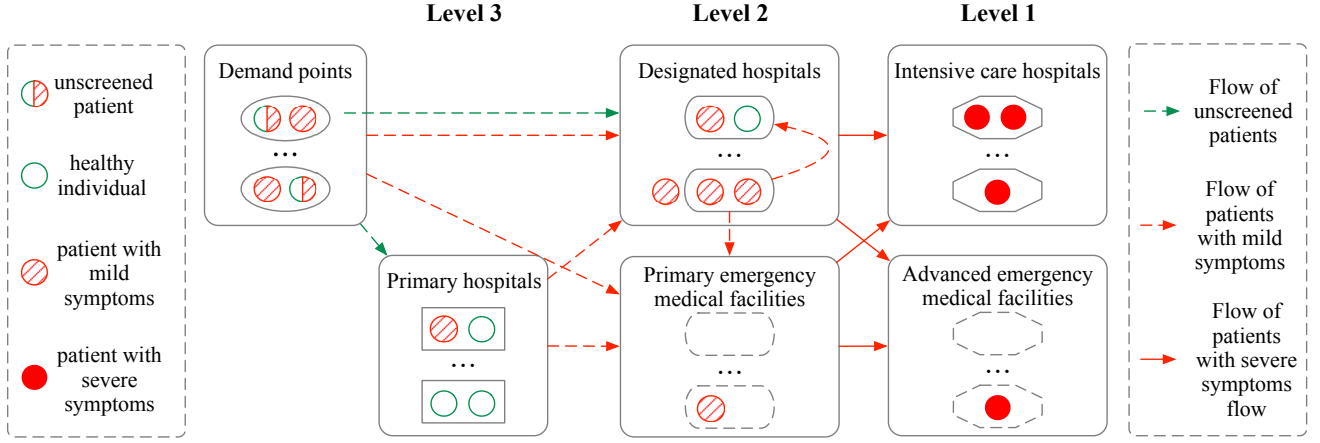 Level 3
Level 2
Level 1
unscreened
patient
healthy
individual
patient with
mild
symptoms
patient with
severe
symptoms
Demand points
...
Primary hospitals
...
Designated hospitals
...
Primary emergency
medical facilities
...
Intensive care hospitals
...
Advanced emergency
medical facilities
...
Flow of
unscreened
patients
Flow of
patients
with mild
symptoms
Flow of
patients
with severe
symptoms
flow